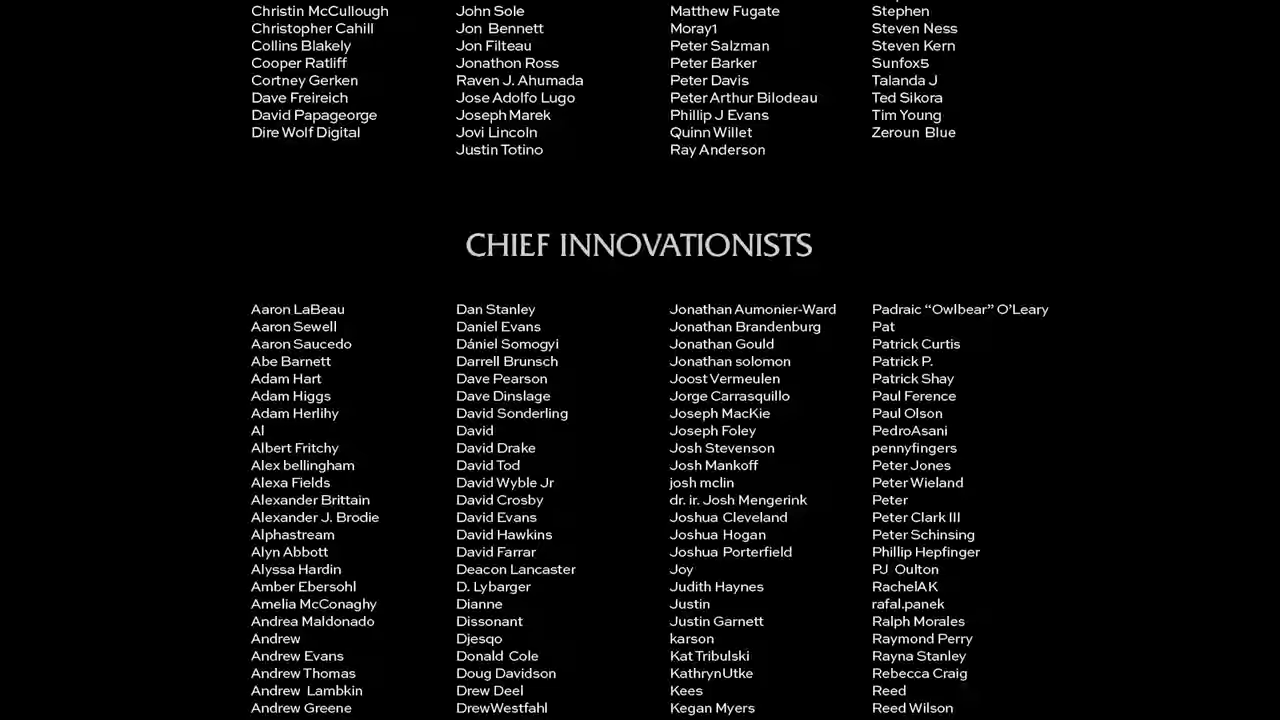 Christin McCullough
Christopher Cahill
Collins Blakely
Cooper Ratliff
Cortney Gerken
Dave Freireich
David Papageorge
Dire Wolf Digital
John Sole
Jon Bennett
Jon Filteau
Jonathon Ross
Raven J. Ahumada
Jose Adolfo Lugo
Joseph Marek
Jovi Lincoln
Justin Totino
Matthew Fugate
Moray1
Peter Salzman
Peter Barker
Peter Davis
Peter Arthur Bilodeau
Phillip J Evans
Quinn Willet
Ray Anderson
Stephen
Steven Ness
Steven Kern
Sunfox5
Talanda J
Ted Sikora
Tim Young
Zeroun Blue
CHIEF INNOVATIONISTS
Aaron LaBeau
Aaron Sewell
Aaron Saucedo
Abe Barnett
Adam Hart
Adam Higgs
Adam Herlihy
Al
Albert Fritchy
Alex bellingham
Alexa Fields
Alexander Brittain
Alexander J. Brodie
Alphastream
Alyn Abbott
Alyssa Hardin
Amber Ebersohl
Amelia McConaghy
Andrea Maldonado
Andrew
Andrew Evans
Andrew Thomas
Andrew Lambkin
Andrew Greene
Dan Stanley
Daniel Evans
Dániel Somogyi
Darrell Brunsch
Dave Pearson
Dave Dinslage
David Sonderling
David
David Drake
David Tod
David Wyble Jr
David Crosby
David Evans
David Hawkins
David Farrar
Deacon Lancaster
D. Lybarger
Dianne
Dissonant
Djesqo
Donald Cole
Doug Davidson
Drew Deel
DrewWestfahl
Jonathan Aumonier-Ward
Jonathan Brandenburg
Jonathan Gould
Jonathan solomon
Joost Vermeulen
Jorge Carrasquillo
Joseph MacKie
Joseph Foley
Josh Stevenson
Josh Mankoff
josh mclin
dr. ir. Josh Mengerink
Joshua Cleveland
Joshua Hogan
Joshua Porterfield
Joy
Judith Haynes
Justin
Justin Garnett
karson
Kat Tribulski
KathrynUtke
Kees
Kegan Myers
Padraic “Owlbear” O’Leary
Pat
Patrick Curtis
Patrick P.
Patrick Shay
Paul Ference
Paul Olson
PedroAsani
pennyfingers
Peter Jones
Peter Wieland
Peter
Peter Clark III
Peter Schinsing
Phillip Hepfinger
PJ Oulton
RachelAK
rafal.panek
Ralph Morales
Raymond Perry
Rayna Stanley
Rebecca Craig
Reed
Reed Wilson